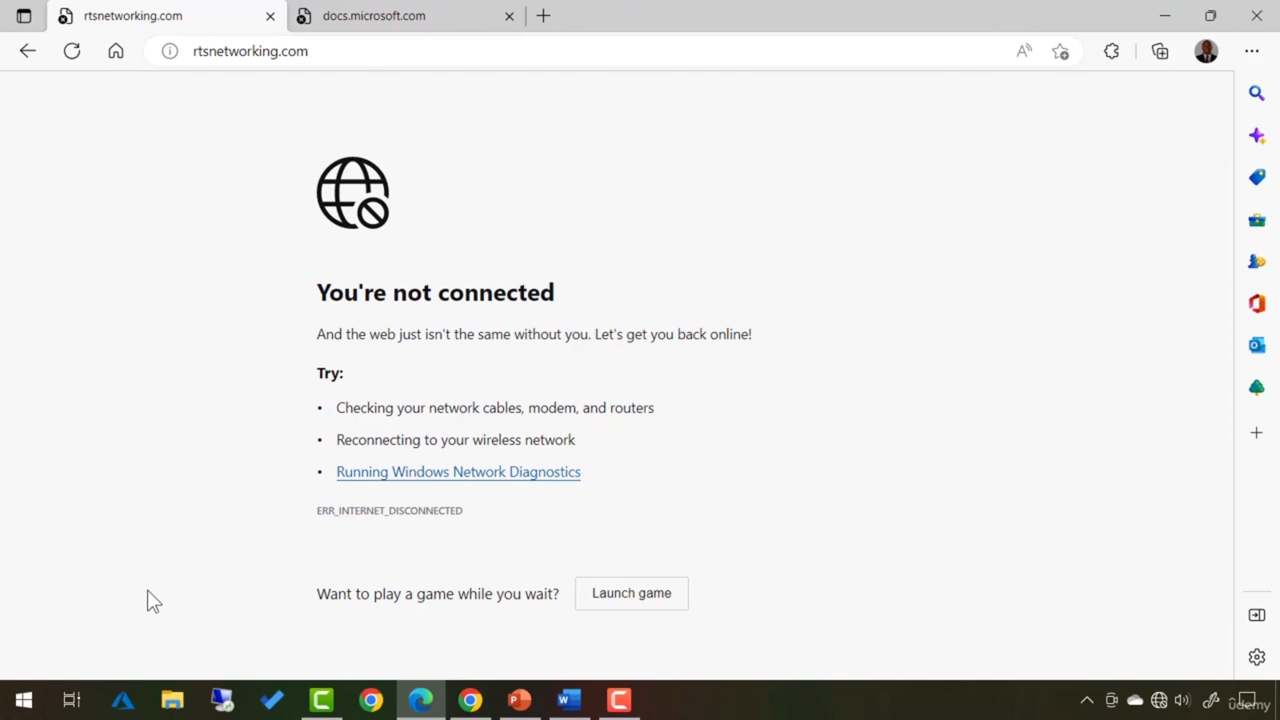 rtsnetworking.com
docs.microsoft.com
rtsnetworking.com
You're not connected
And the web just isn't the same without you. Let's get you back online!
Try:
• Checking your network cables, modem, and routers
• Reconnecting to your wireless network
• Running Windows Network Diagnostics
ERR_INTERNET_DISCONNECTED
Want to play a game while you wait?
Launch game
udemy